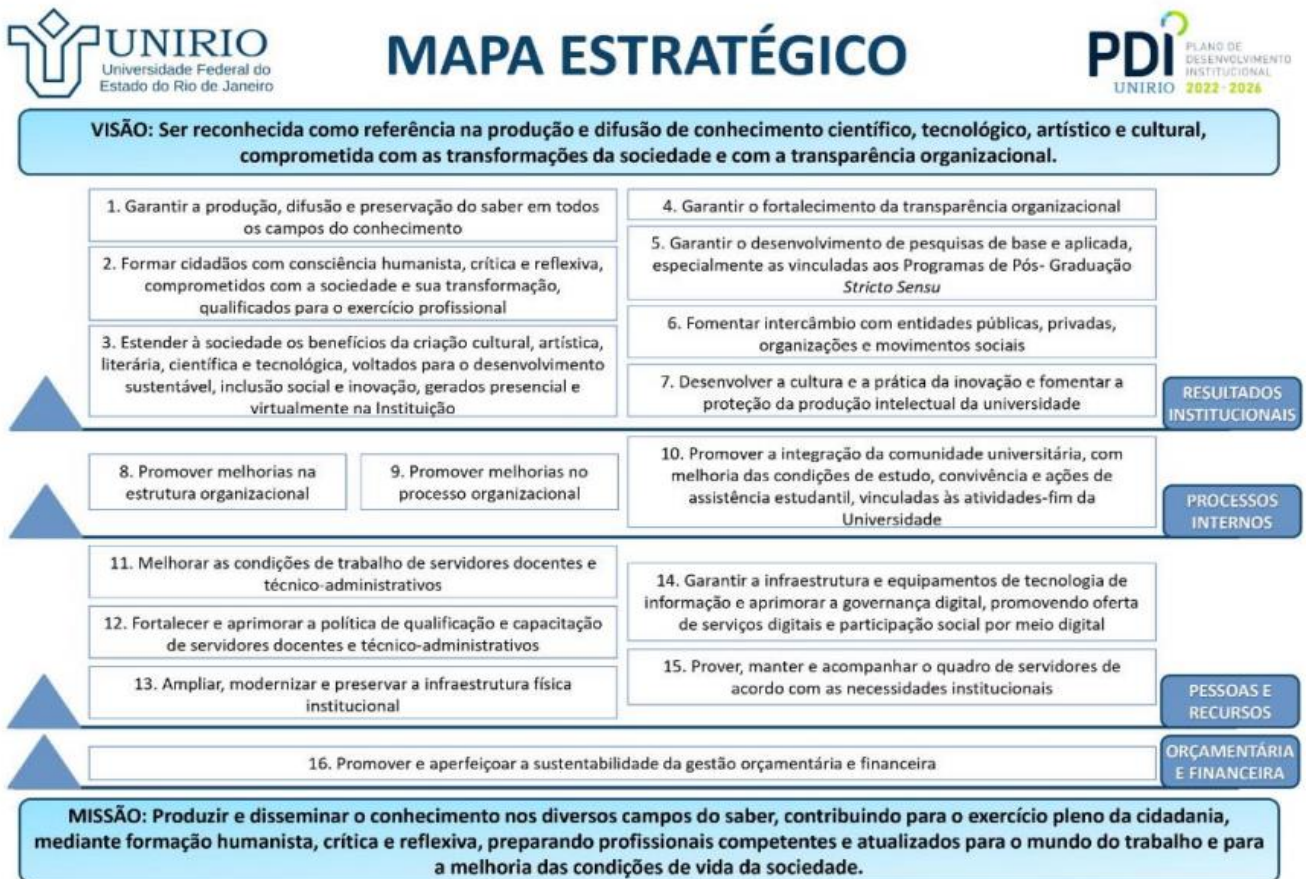 UNIRIO
Universidade Federal do
Estado do Rio de Janeiro
MAPA ESTRATÉGICO
PDI
PLANO DE
DESENVOLVIMENTO
INSTITUCIONAL
UNIRIO 2022-2026
VISÃO: Ser reconhecida como referência na produção e difusão de conhecimento científico, tecnológico, artístico e cultural,
comprometida com as transformações da sociedade e com a transparência organizacional.
1. Garantir a produção, difusão e preservação do saber em todos
os campos do conhecimento
2. Formar cidadãos com consciência humanista, crítica e reflexiva,
comprometidos com a sociedade e sua transformação,
qualificados para o exercício profissional
3. Estender à sociedade os benefícios da criação cultural, artística,
literária, científica e tecnológica, voltados para o desenvolvimento
sustentável, inclusão social e inovação, gerados presencial e
virtualmente na Instituição
4. Garantir o fortalecimento da transparência organizacional
5. Garantir o desenvolvimento de pesquisas de base e aplicada,
especialmente as vinculadas aos Programas de Pós- Graduação
Stricto Sensu
6. Fomentar intercâmbio com entidades públicas, privadas,
organizações e movimentos sociais
7. Desenvolver a cultura e a prática da inovação e fomentar a
proteção da produção intelectual da universidade
RESULTADOS
INSTITUCIONAIS
8. Promover melhorias na
estrutura organizacional
9. Promover melhorias no
processo organizacional
10. Promover a integração da comunidade universitária, com
melhoria das condições de estudo, convivência e ações de
assistência estudantil, vinculadas às atividades-fim da
Universidade
PROCESSOS
INTERNOS
11. Melhorar as condições de trabalho de servidores docentes e
técnico-administrativos
12. Fortalecer e aprimorar a política de qualificação e capacitação
de servidores docentes e técnico-administrativos
13. Ampliar, modernizar e preservar a infraestrutura física
institucional
14. Garantir a infraestrutura e equipamentos de tecnologia de
informação e aprimorar a governança digital, promovendo oferta
de serviços digitais e participação social por meio digital
15. Prover, manter e acompanhar o quadro de servidores de
acordo com as necessidades institucionais
PESSOAS E
RECURSOS
16. Promover e aperfeiçoar a sustentabilidade da gestão orçamentária e financeira
ORÇAMENTÁRIA
E FINANCEIRA
MISSÃO: Produzir e disseminar o conhecimento nos diversos campos do saber, contribuindo para o exercício pleno da cidadania,
mediante formação humanista, crítica e reflexiva, preparando profissionais competentes e atualizados para o mundo do trabalho e para
a melhoria das condições de vida da sociedade.